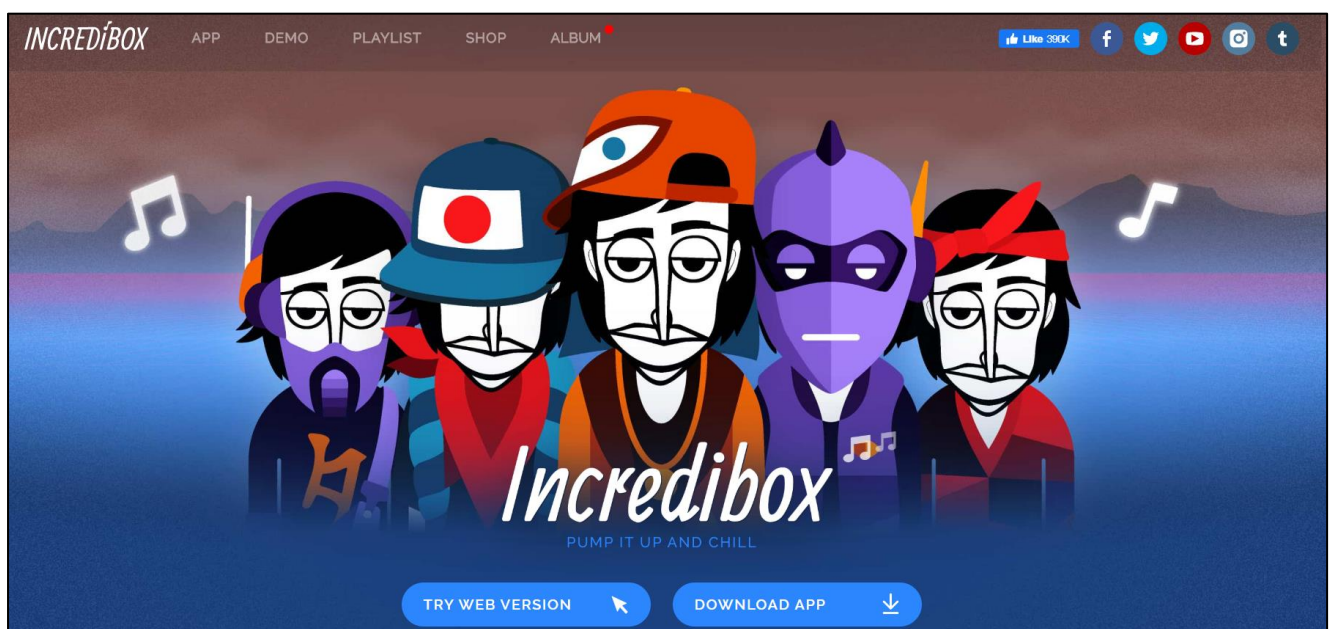 INCREDIBOX APP DEMO PLAYLIST SHOP ALBUM Like 390K f t
Incredibox
PUMP IT UP AND CHILL
TRY WEB VERSION DOWNLOAD APP